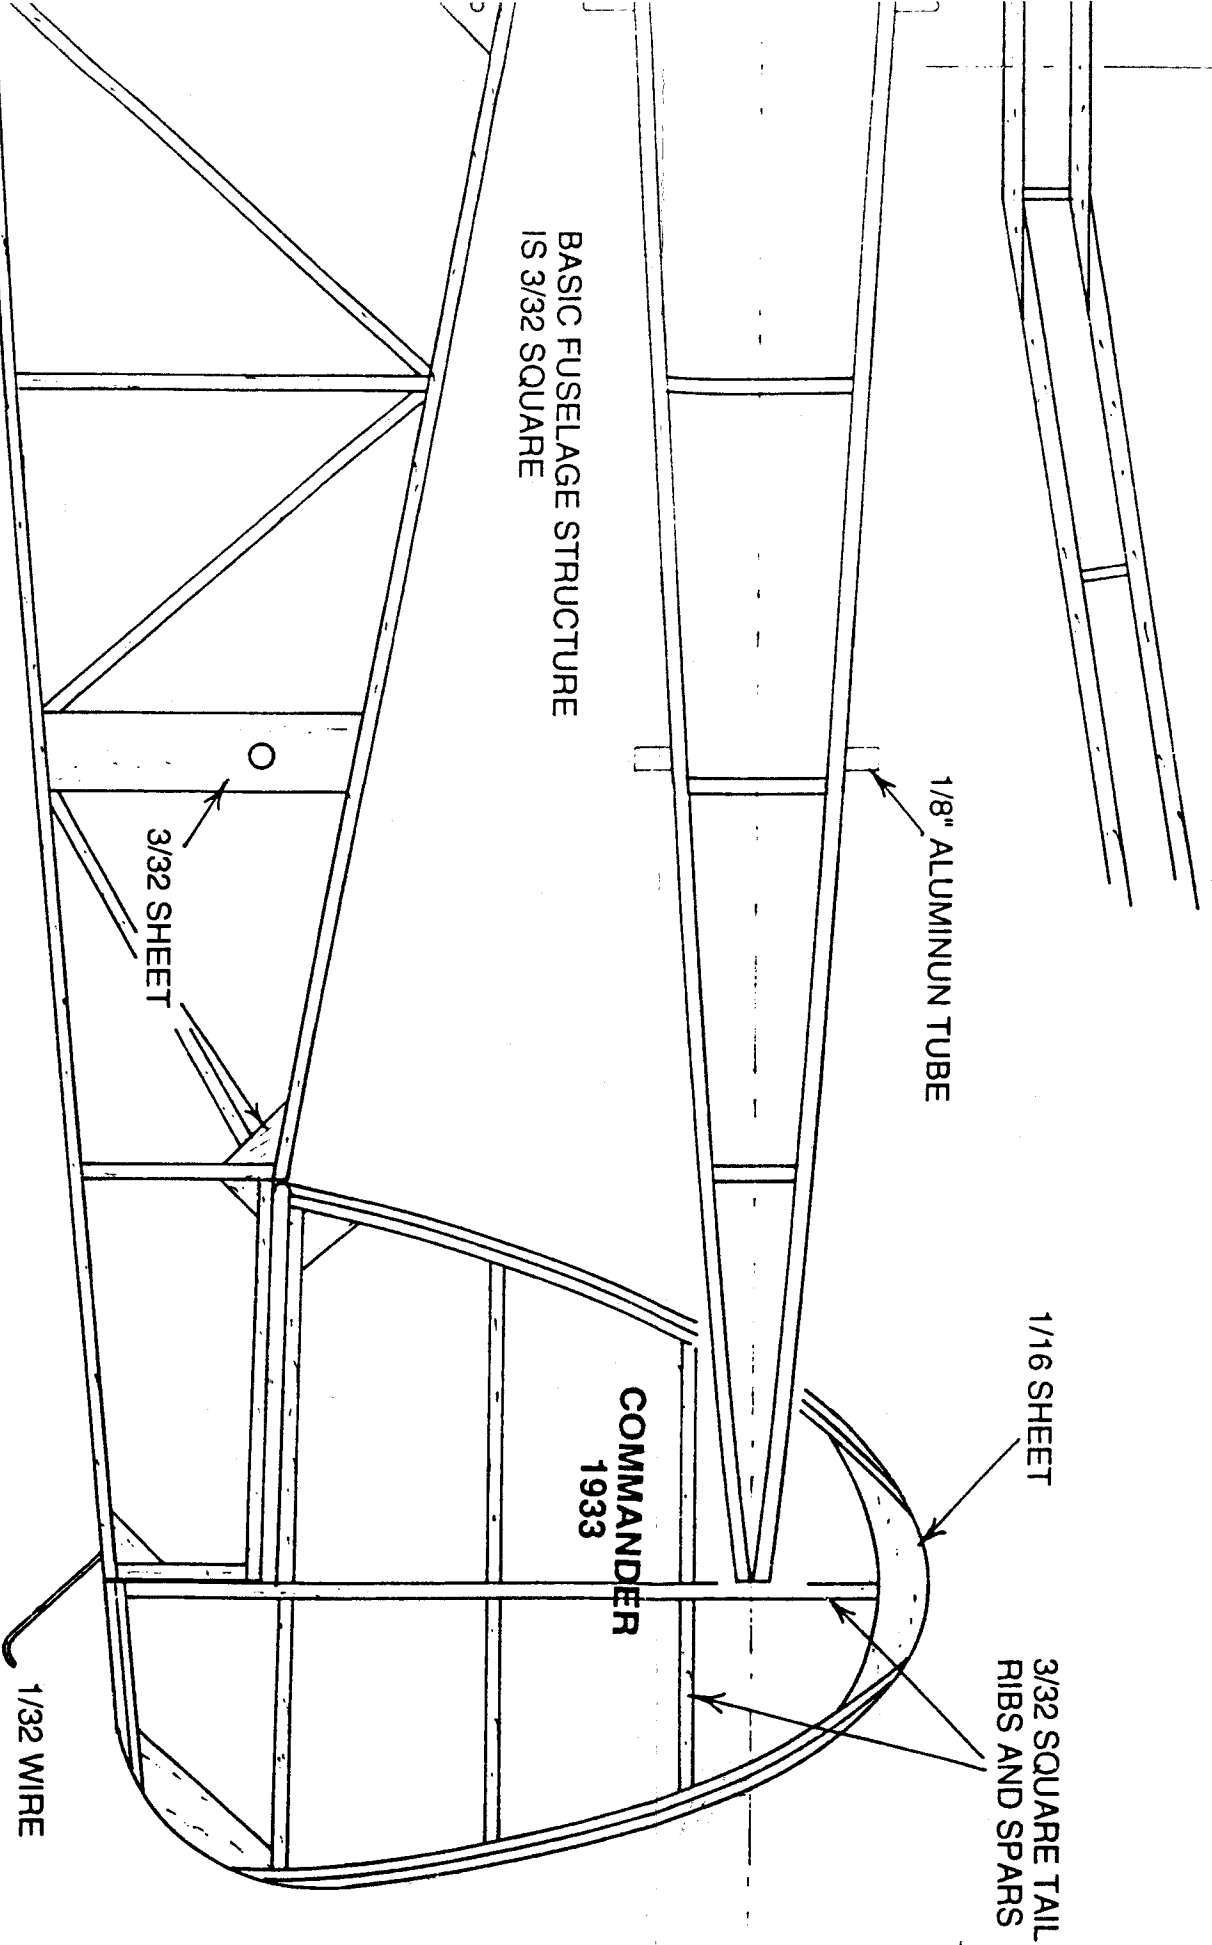 BASIC FUSELAGE STRUCTURE
IS 3/32 SQUARE
1/8" ALUMINUN TUBE
3/32 SHEET
1/16 SHEET
COMMANDER
1933
3/32 SQUARE TAIL
RIBS AND SPARS
1/32 WIRE